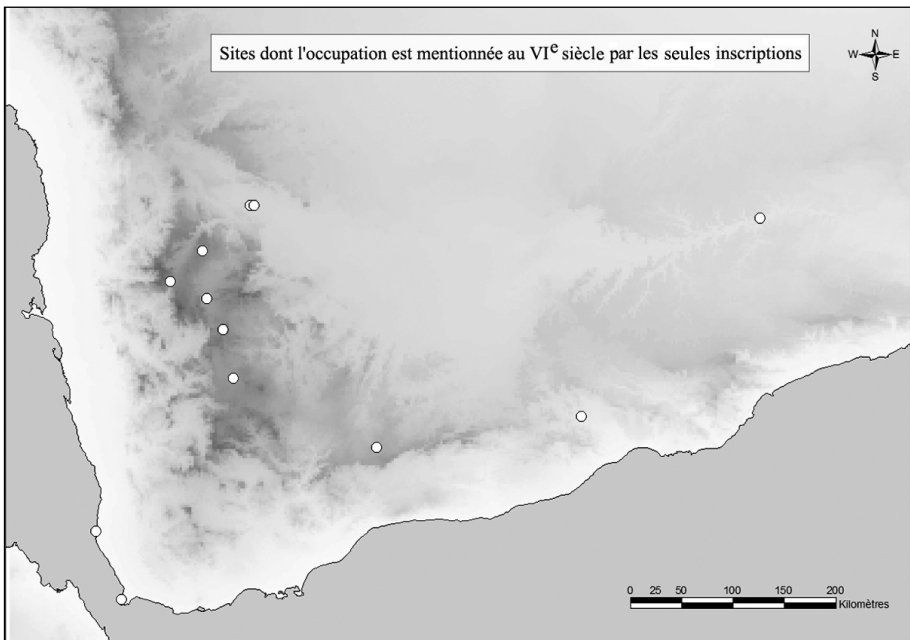 Sites dont l'occupation est mentionnée au VIe siècle par les seules inscriptions
N
W E
S
0 25 50 100 150 200
Kilomètres